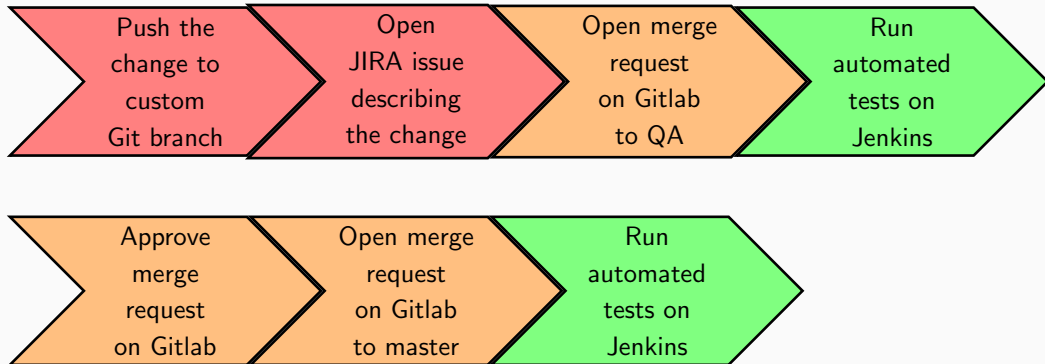 Push the
change to
custom
Git branch
Open
JIRA issue
describing
the change
Open merge
request
on Gitlab
to QA
Run
automated
tests on
Jenkins
Approve
merge
request
on Gitlab
Open merge
request
on Gitlab
to master
Run
automated
tests on
Jenkins